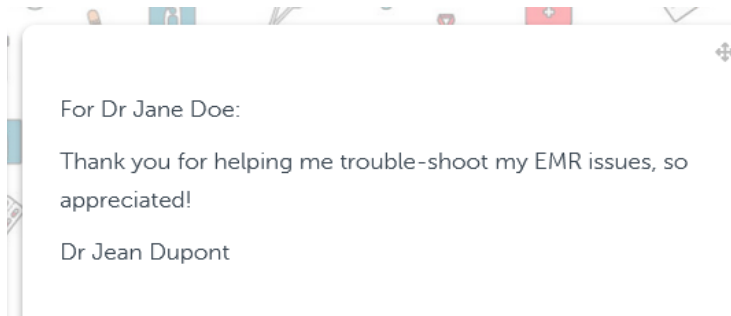 For Dr Jane Doe:
Thank you for helping me trouble-shoot my EMR issues, so
appreciated!
Dr Jean Dupont